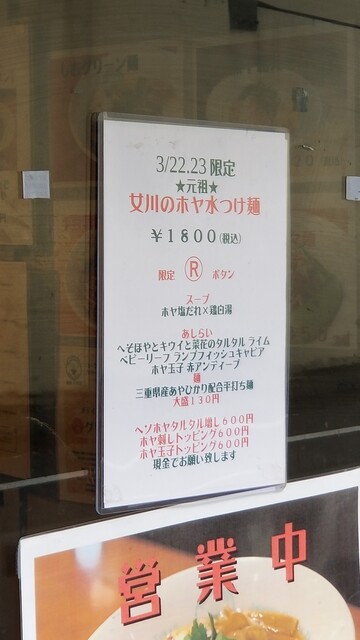 3/22.23 限定
★元祖★
女川のホヤ水つけ麺
￥1800(税込)
限定 Ⓡ ボタン
スープ
ホヤ塩だれ×鶏白湯
あしらい
へそほやとキウイと菜花のタルタル ライム
ベビーリーフ ランプフィッシュキャビア
ホヤ玉子 赤アンディーブ
麺
三重県産あやひかり配合半打ち麺
大盛130円
ヘソホヤタルタル増し600円
ホヤ刺しトッピング600円
ホヤ玉子トッピング600円
現金でお願い致します
営業中